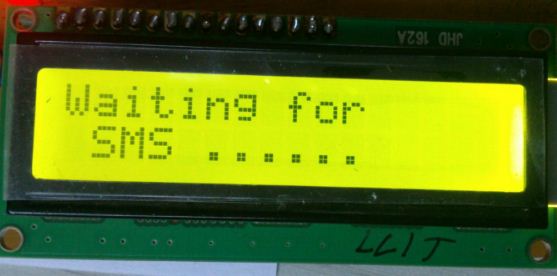 JHD 162A
Waiting for
SMS ......